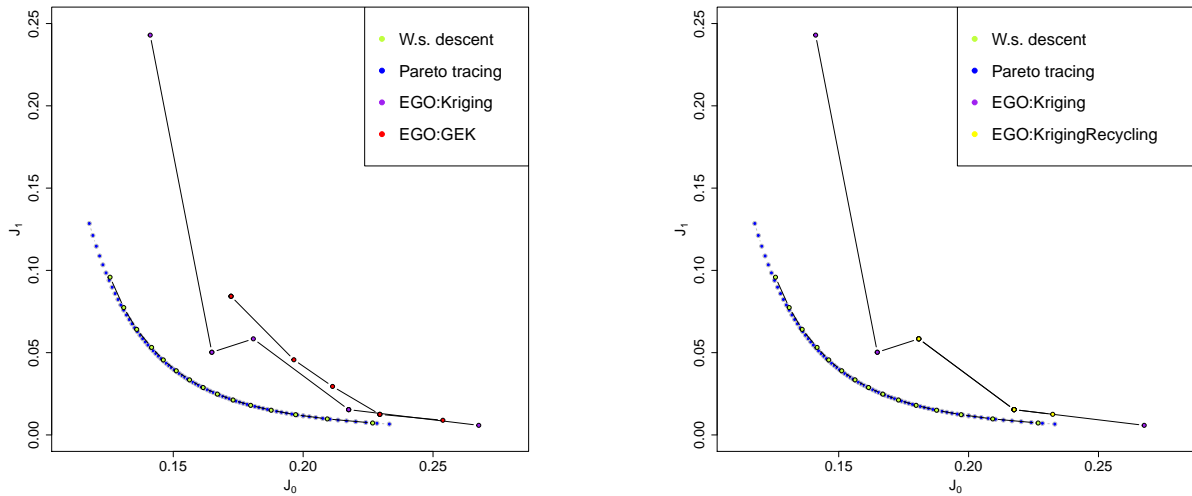 0.25
0.20
0.15
0.10
0.05
0.00
J1
0.15
0.20
0.25
J0
W.s. descent
Pareto tracing
EGO:Kriging
EGO:GEK
0.25
0.20
0.15
0.10
0.05
0.00
J1
0.15
0.20
0.25
J0
W.s. descent
Pareto tracing
EGO:Kriging
EGO:KrigingRecycling